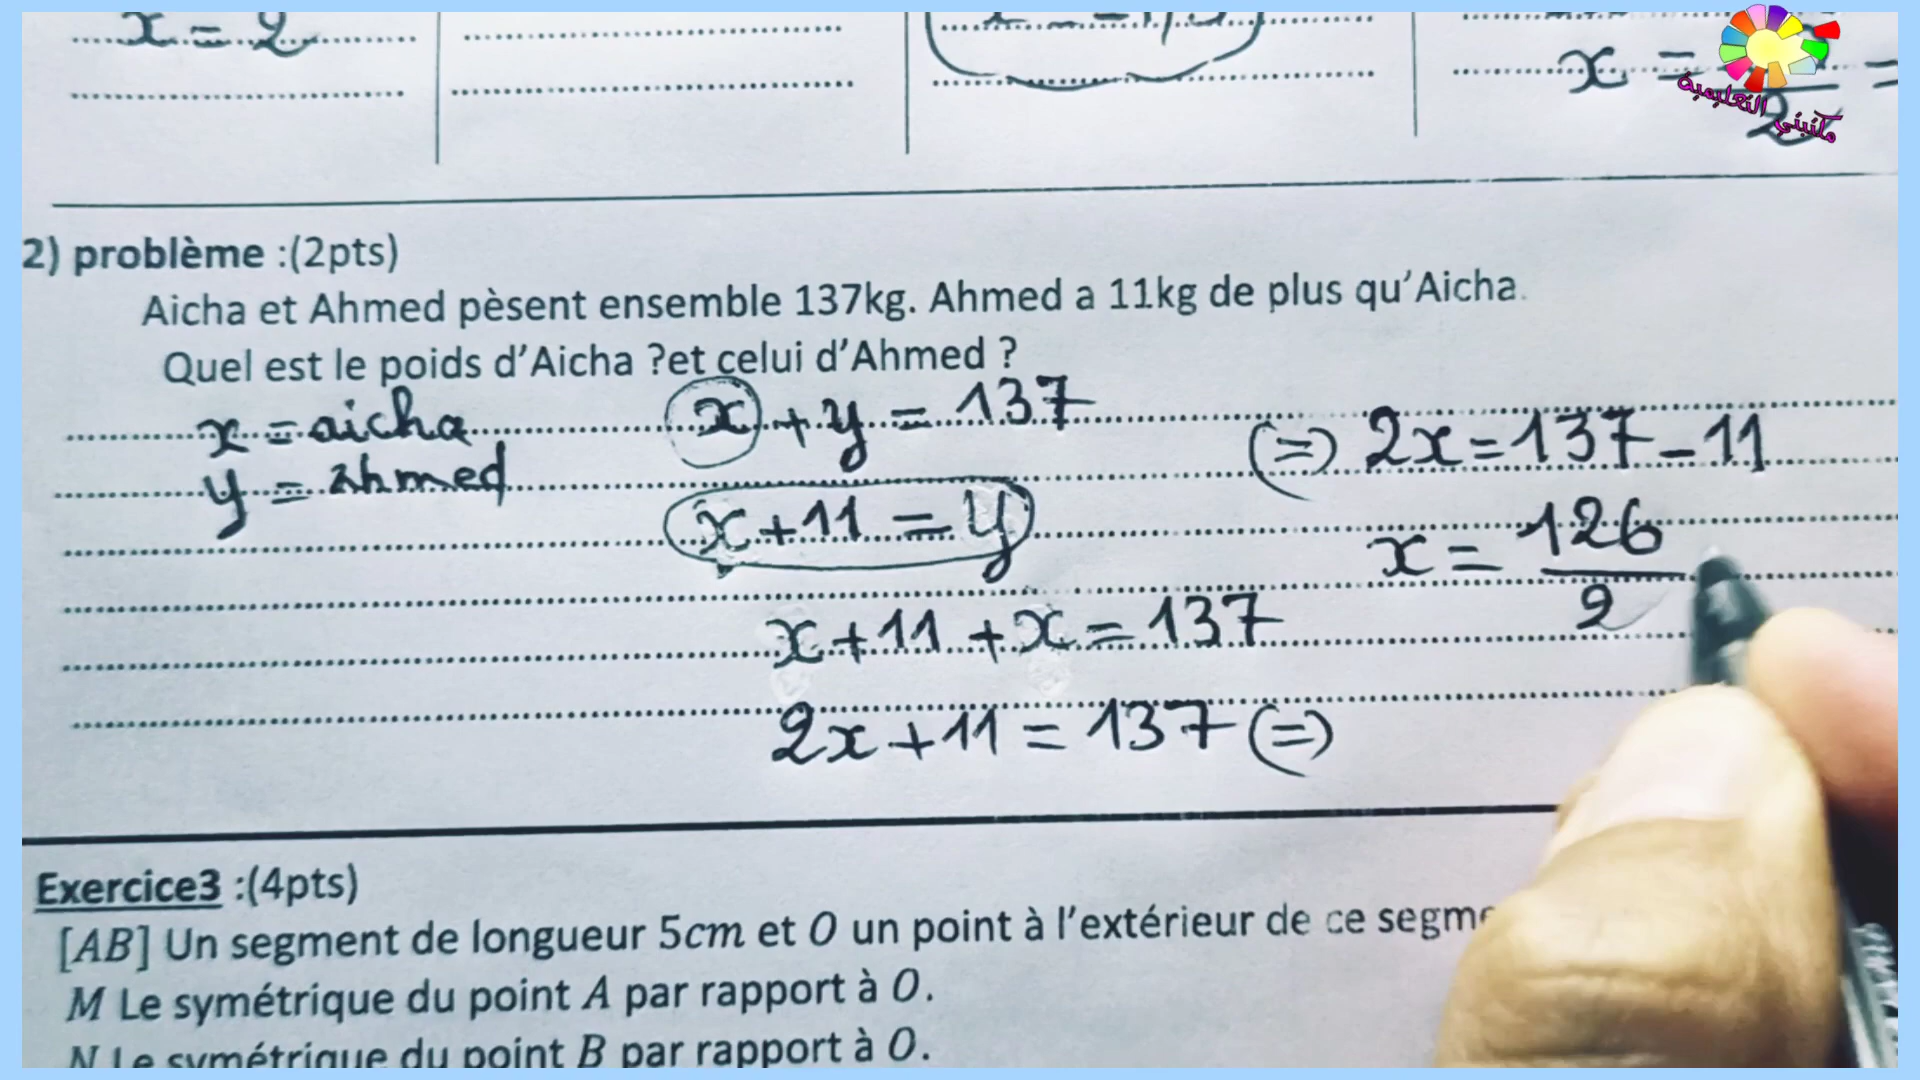 x = 2
x =
2
=
مكتبتي التعليمية
2) problème :(2pts)
Aicha et Ahmed pèsent ensemble 137kg. Ahmed a 11kg de plus qu'Aicha.
Quel est le poids d'Aicha ?et celui d'Ahmed ?
x = aicha
y = ahmed
x + y = 137
x + 11 = y
x + 11 + x = 137
2x + 11 = 137 (=)
(=) 2x = 137 - 11
x = 126
2
Exercice3 :(4pts)
[AB] Un segment de longueur 5cm et O un point à l'extérieur de ce
M Le symétrique du point A par rapport à O.
N Le symétrique du point B par rapport à O.